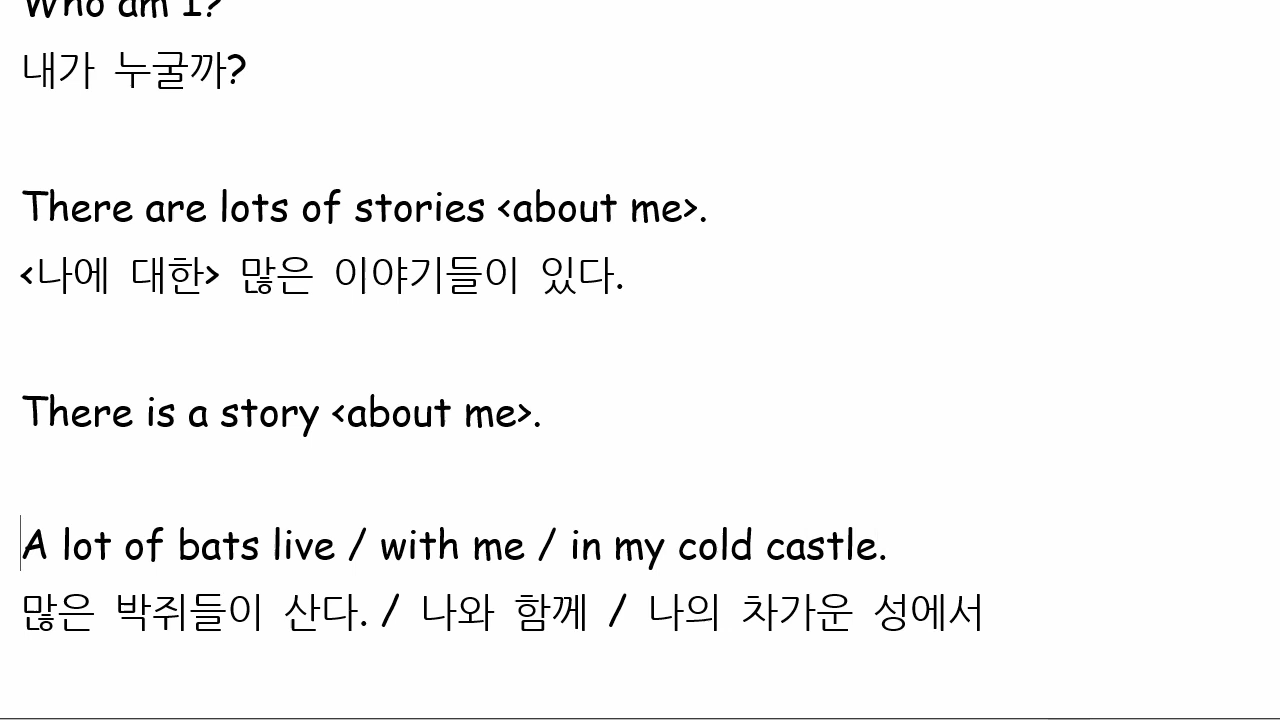 Who am I?
내가 누굴까?
There are lots of stories <about me>.
<나에 대한> 많은 이야기들이 있다.
There is a story <about me>.
A lot of bats live / with me / in my cold castle.
많은 박쥐들이 산다. / 나와 함께 / 나의 차가운 성에서